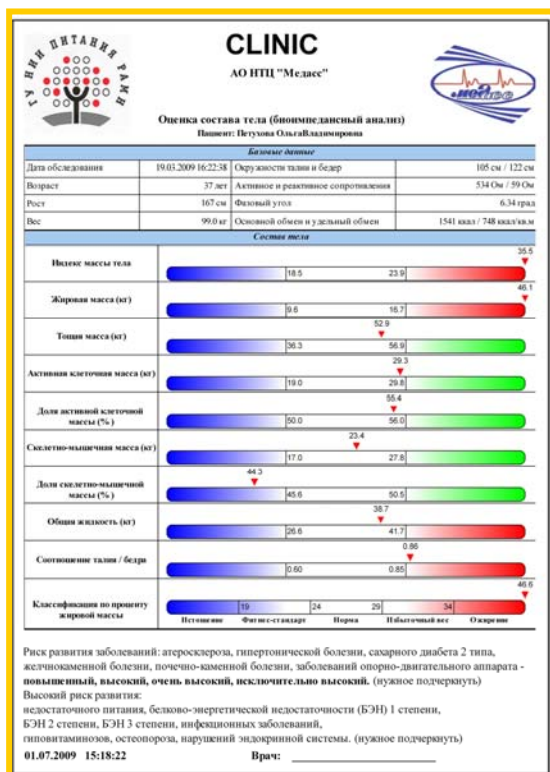 ГУ НИИ ПИТАНИЯ РАМН
CLINIC
АО НТЦ "Медасс"
медасс
Оценка состава тела (биоимпедансный анализ)
Пациент: Петухова ОльгаВладимировна
Базовые данные
Дата обследования 19.03.2009 16:22:38 Окружности талии и бедер 105 см / 122 см
Возраст 37 лет Активное и реактивное сопротивления 534 Ом / 59 Ом
Рост 167 см Фазовый угол 6.34 град
Вес 99.0 кг Основной обмен и удельный обмен 1541 ккал / 748 ккал/кв.м
Состав тела
35.5
Индекс массы тела
18.5 23.9
46.1
Жировая масса (кг)
9.6 16.7
52.9
Тощая масса (кг)
36.3 56.9
29.3
Активная клеточная масса (кг)
19.0 29.8
55.4
Доля активной клеточной
массы (%)
50.0 56.0
23.4
Скелетно-мышечная масса (кг)
17.0 27.8
44.3
Доля скелетно-мышечной
массы (%)
45.6 50.5
38.7
Общая жидкость (кг)
26.6 41.7
0.86
Соотношение талия / бедра
0.60 0.85
46.6
Классификация по проценту
жировой массы
19 24 29 34
Истощение Фитнес-стандарт Норма Избыточный вес Ожирение
Риск развития заболеваний: атеросклероза, гипертонической болезни, сахарного диабета 2 типа,
желчнокаменной болезни, почечно-каменной болезни, заболеваний опорно-двигательного аппарата -
повышенный, высокий, очень высокий, исключительно высокий. (нужное подчеркнуть)
Высокий риск развития:
недостаточного питания, белково-энергетической недостаточности (БЭН) 1 степени,
БЭН 2 степени, БЭН 3 степени, инфекционных заболеваний,
гиповитаминозов, остеопороза, нарушений эндокринной системы. (нужное подчеркнуть)
01.07.2009 15:18:22 Врач: